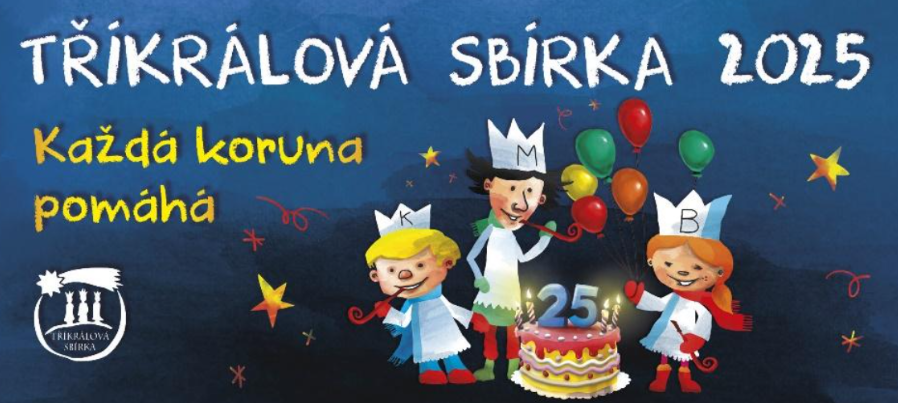 TŘÍKRÁLOVÁ SBÍRKA 2025
Každá koruna
pomáhá
K
M
B
25
TŘÍKRÁLOVÁ
SBÍRKA